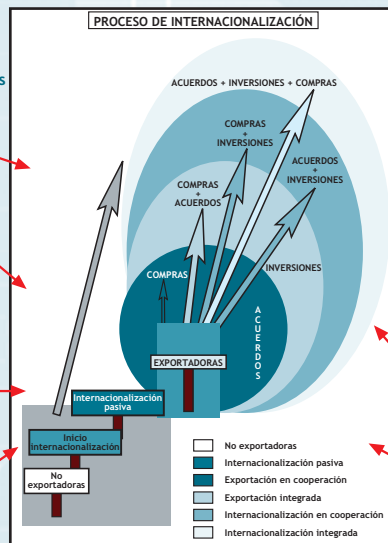 PROCESO DE INTERNACIONALIZACIÓN
ACUERDOS + INVERSIONES + COMPRAS
COMPRAS
+
INVERSIONES
ACUERDOS
+
INVERSIONES
COMPRAS
+
ACUERDOS
COMPRAS
INVERSIONES
ACUERDOS
EXPORTADORAS
Internacionalización
pasiva
Inicio
internacionalización
No
exportadoras
No exportadoras
Internacionalización pasiva
Exportación en cooperación
Exportación integrada
Internacionalización en cooperación
Internacionalización integrada